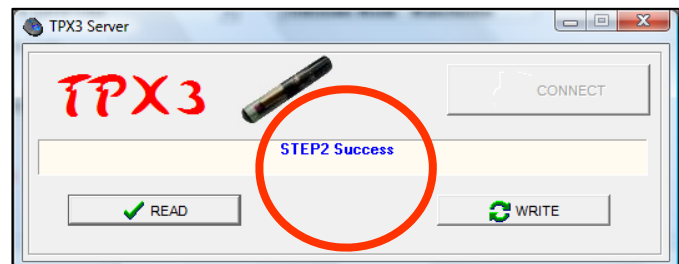 TPX3 Server
TPX3
CONNECT
STEP2 Success
READ
WRITE